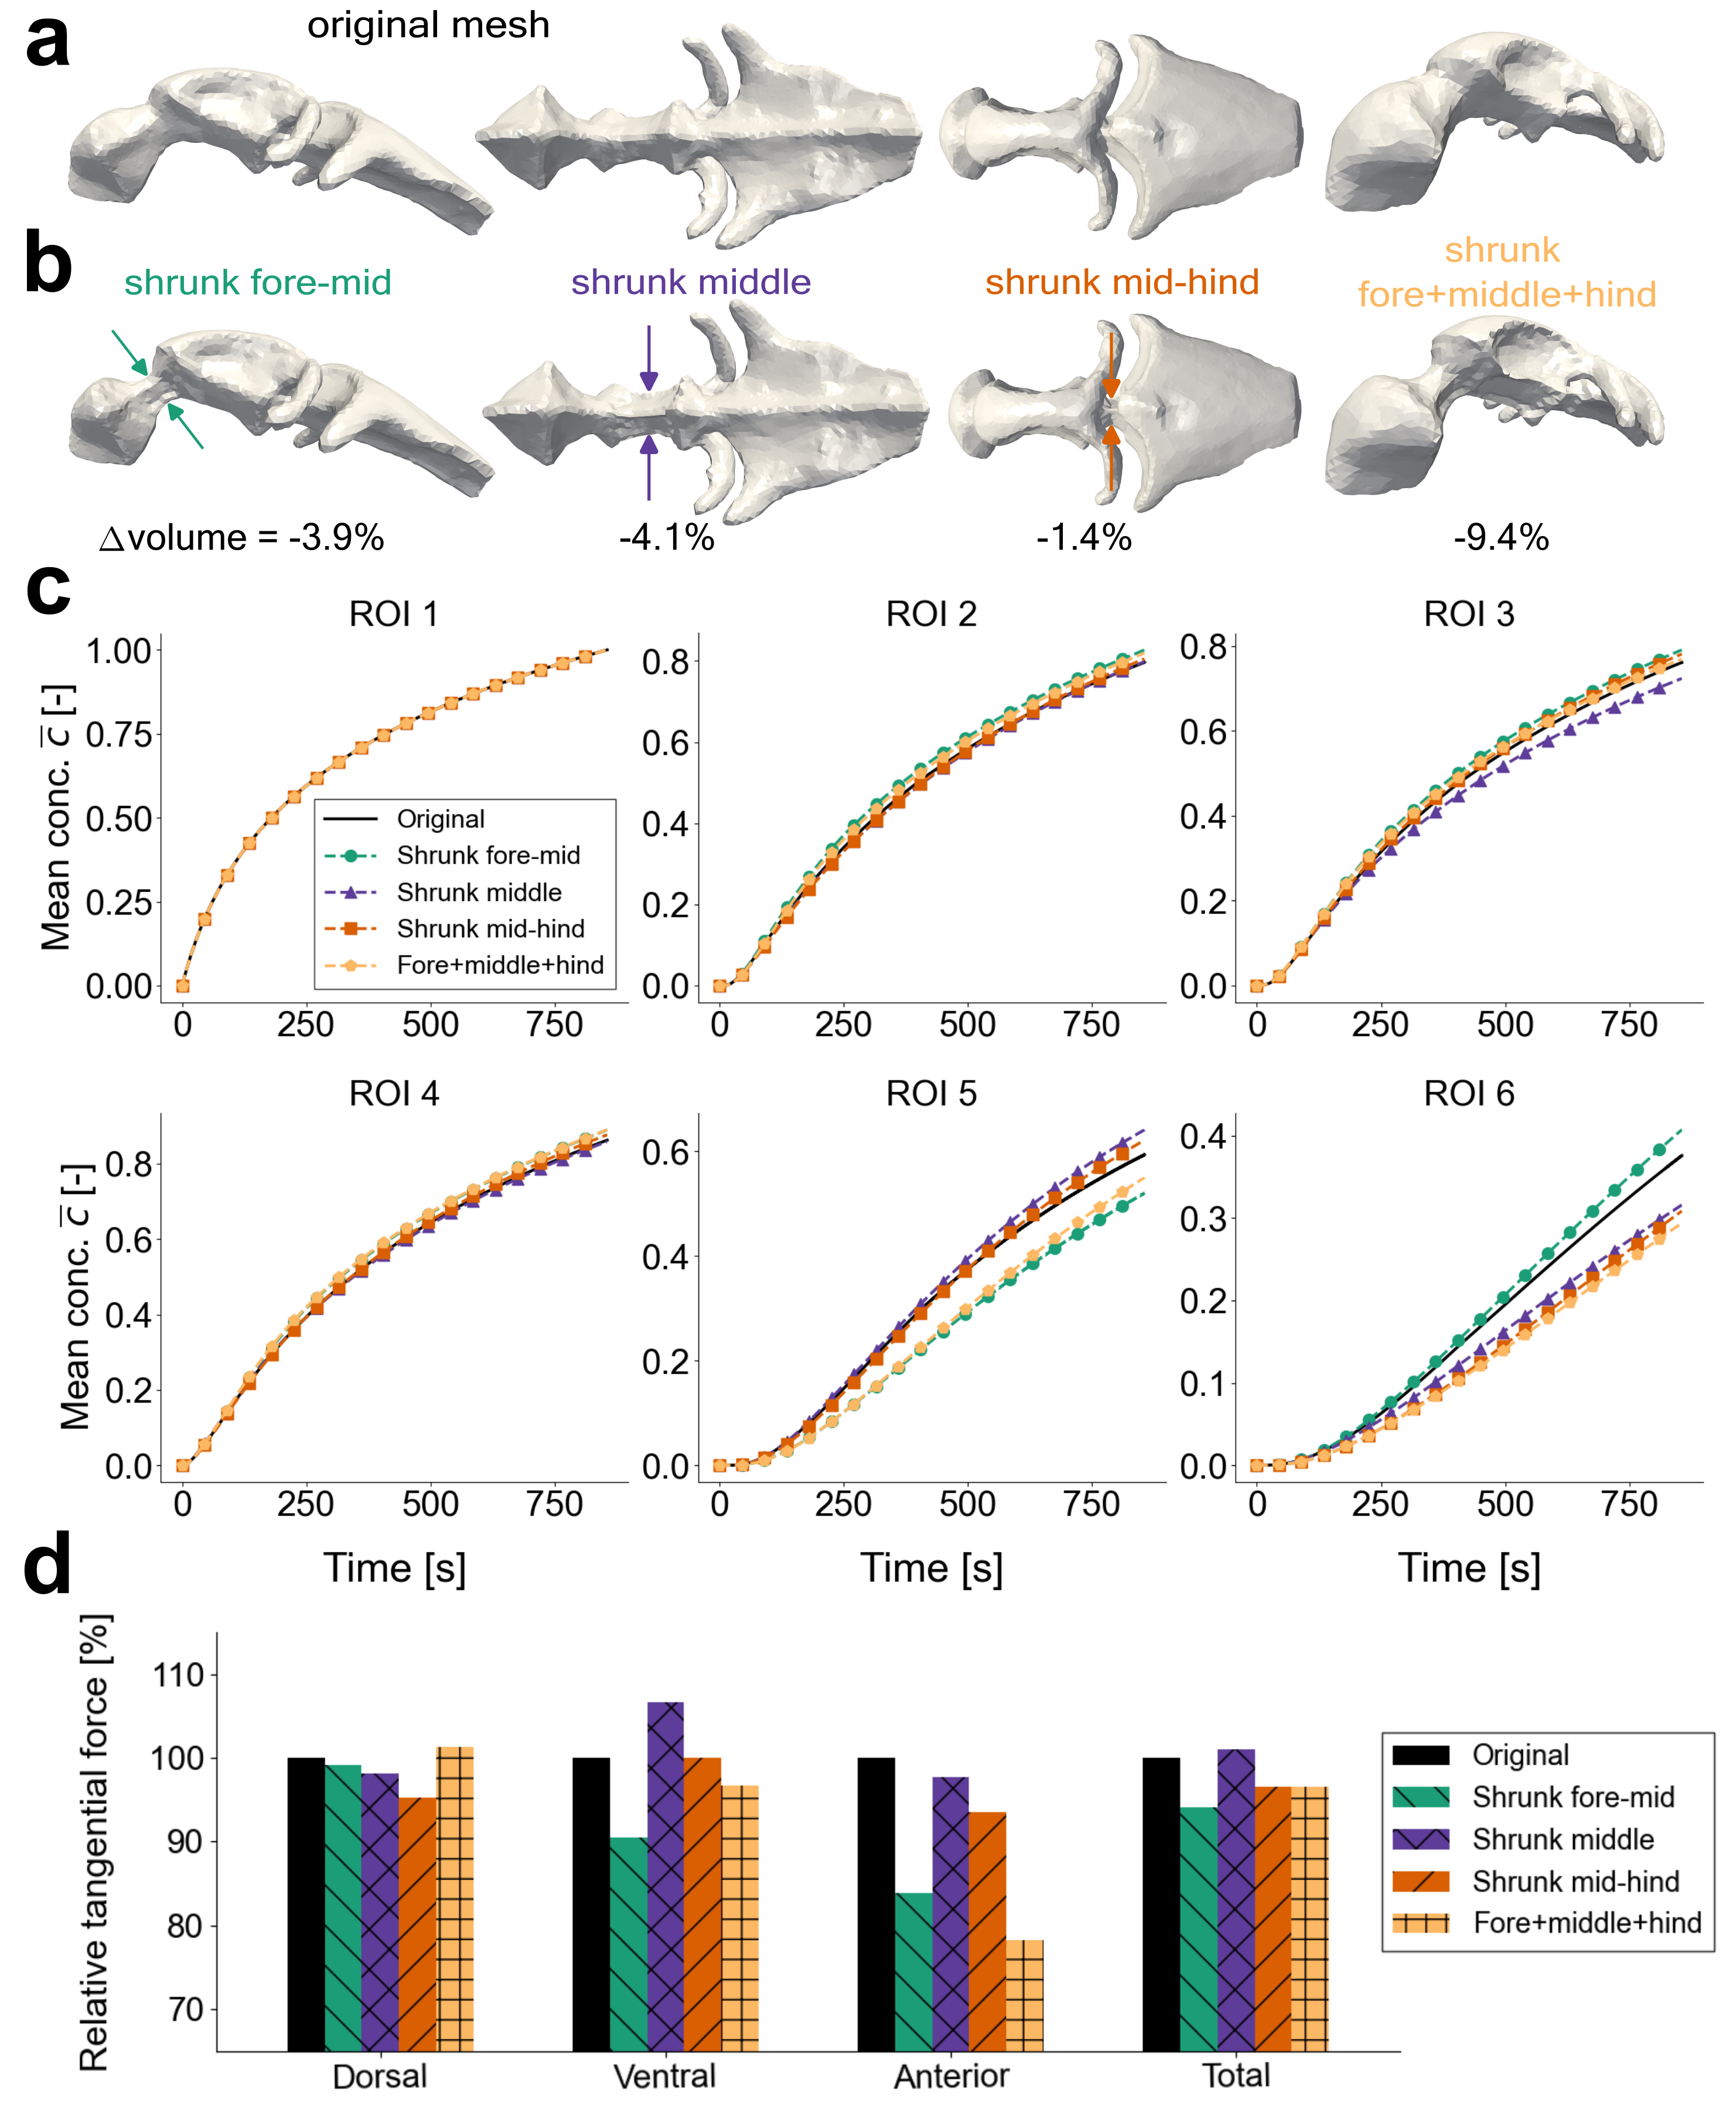 a
original mesh
b
shrunk fore-mid
shrunk middle
shrunk mid-hind
shrunk
fore+middle+hind
Δvolume = -3.9%
-4.1%
-1.4%
-9.4%
c
ROI 1
Mean conc. c̅ [-]
1.00
0.75
0.50
0.25
0.00
0 250 500 750
Original
Shrunk fore-mid
Shrunk middle
Shrunk mid-hind
Fore+middle+hind
ROI 2
0.8
0.6
0.4
0.2
0.0
0 250 500 750
ROI 3
0.8
0.6
0.4
0.2
0.0
0 250 500 750
ROI 4
Mean conc. c̅ [-]
0.8
0.6
0.4
0.2
0.0
0 250 500 750
Time [s]
ROI 5
0.6
0.4
0.2
0.0
0 250 500 750
Time [s]
ROI 6
0.4
0.3
0.2
0.1
0.0
0 250 500 750
Time [s]
d
Relative tangential force [%]
110
100
90
80
70
Dorsal Ventral Anterior Total
Original
Shrunk fore-mid
Shrunk middle
Shrunk mid-hind
Fore+middle+hind